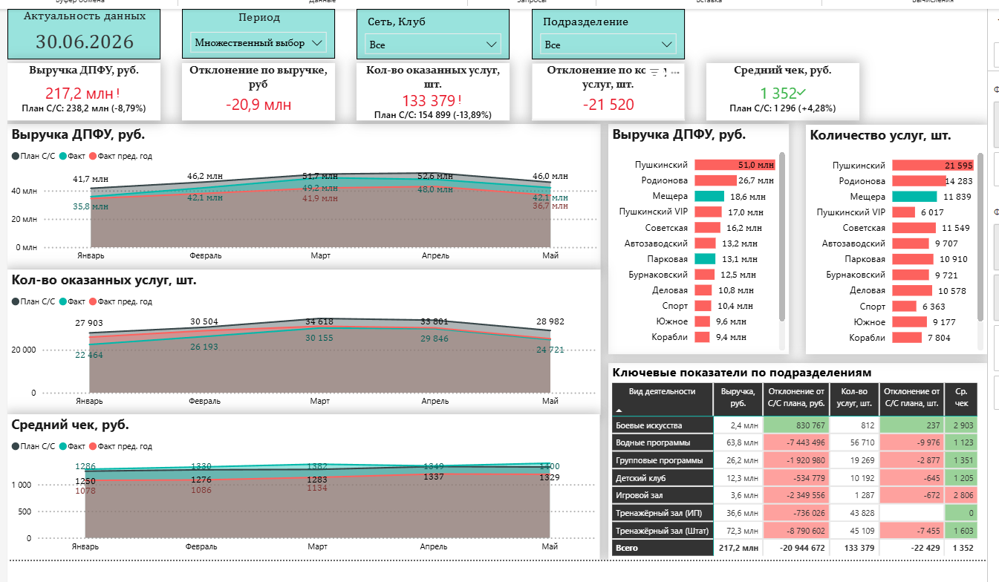 Буфер обмена
Данные
Запросы
Вставка
Вычисления
Актуальность данных
30.06.2026
Период
Множественный выбор
Сеть, Клуб
Все
Подразделение
Все
Выручка ДПФУ, руб.
217,2 млн!
План С/С: 238,2 млн (-8,79%)
Отклонение по выручке,
руб
-20,9 млн
Кол-во оказанных услуг,
шт.
133 379!
План С/С: 154 899 (-13,89%)
Отклонение по
услуг, шт.
-21 520
Средний чек, руб.
1 352
План С/С: 1 296 (+4,28%)
Выручка ДПФУ, руб.
План С/С Факт Факт пред. год
41,7 млн 46,2 млн 51,7 млн 52,6 млн 46,0 млн
35,8 млн 42,1 млн 49,2 млн 48,0 млн 42,1 млн
41,9 млн 36,7 млн
40 млн
20 млн
0 млн
Январь Февраль Март Апрель Май
Кол-во оказанных услуг, шт.
План С/С Факт Факт пред. год
27 903 30 504 34 618 33 801 28 982
22 464 26 193 30 155 29 846 24 721
20 000
0
Январь Февраль Март Апрель Май
Средний чек, руб.
План С/С Факт Факт пред. год
1286 1330 1382 1349 1400
1250 1276 1283 1337 1329
1078 1086 1134
1 000
500
0
Январь Февраль Март Апрель Май
Выручка ДПФУ, руб.
Пушкинский 51,0 млн
Родионова 26,7 млн
Мещера 18,6 млн
Пушкинский VIP 17,0 млн
Советская 16,2 млн
Автозаводский 13,2 млн
Парковая 13,1 млн
Бурнаковский 12,5 млн
Деловая 10,8 млн
Спорт 10,4 млн
Южное 9,6 млн
Корабли 9,4 млн
Количество услуг, шт.
Пушкинский 21 595
Родионова 14 283
Мещера 11 839
Пушкинский VIP 6 017
Советская 11 549
Автозаводский 9 707
Парковая 10 910
Бурнаковский 9 721
Деловая 10 578
Спорт 6 363
Южное 9 177
Корабли 7 804
Ключевые показатели по подразделениям
Вид деятельности Выручка, Отклонение от Кол-во Отклонение от Ср.
руб. С/С плана, руб. услуг, шт. С/С плана, шт. чек
Боевые искусства 2,4 млн 830 767 812 237 2 903
Водные программы 63,8 млн -7 443 496 56 710 -9 976 1 123
Групповые программы 26,2 млн -1 920 980 19 269 -2 877 1 351
Детский клуб 12,3 млн -534 779 10 192 -645 1 205
Игровой зал 3,6 млн -2 349 556 1 287 -672 2 806
Тренажёрный зал (ИП) 36,6 млн -736 026 43 828 0
Тренажёрный зал (Штат) 72,3 млн -8 790 602 45 109 -7 455 1 603
Всего 217,2 млн -20 944 672 133 379 -22 429 1 352